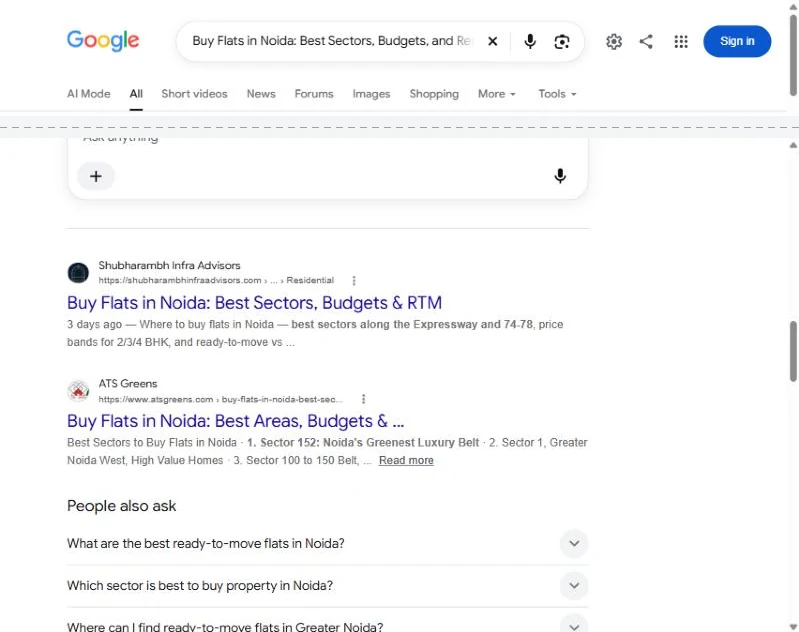 Google
Buy Flats in Noida: Best Sectors, Budgets, and Re
Sign in
AI Mode
All
Short videos
News
Forums
Images
Shopping
More
Tools
Ask anything
Shubharambh Infra Advisors
https://shubharambhinfraadvisors.com › ... › Residential
Buy Flats in Noida: Best Sectors, Budgets & RTM
3 days ago — Where to buy flats in Noida — best sectors along the Expressway and 74-78, price
bands for 2/3/4 BHK, and ready-to-move vs ...
ATS Greens
https://www.atsgreens.com › buy-flats-in-noida-best-sec...
Buy Flats in Noida: Best Areas, Budgets & ...
Best Sectors to Buy Flats in Noida · 1. Sector 152: Noida's Greenest Luxury Belt · 2. Sector 1, Greater
Noida West, High Value Homes · 3. Sector 100 to 150 Belt, ... Read more
People also ask
What are the best ready-to-move flats in Noida?
Which sector is best to buy property in Noida?
Where can I find ready-to-move flats in Greater Noida?